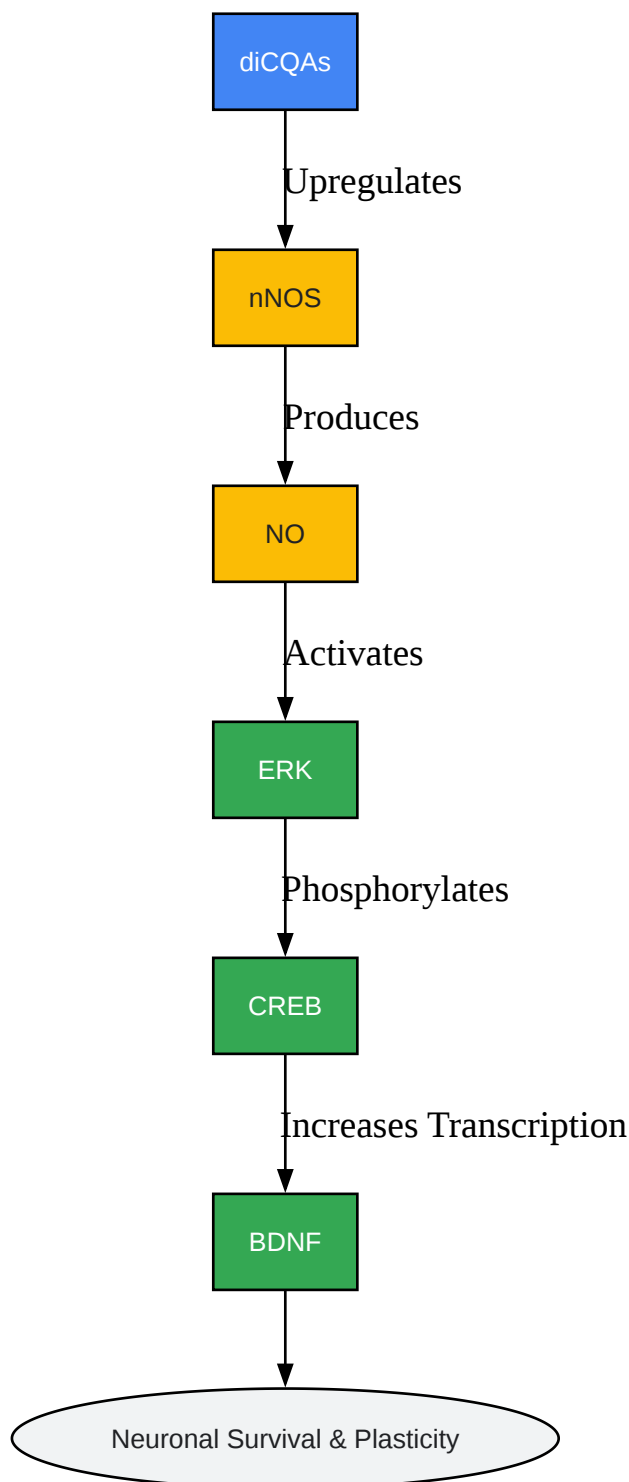 diCQAs
Upregulates
nNOS
Produces
NO
Activates
ERK
Phosphorylates
CREB
Increases Transcription
BDNF
Neuronal Survival & Plasticity